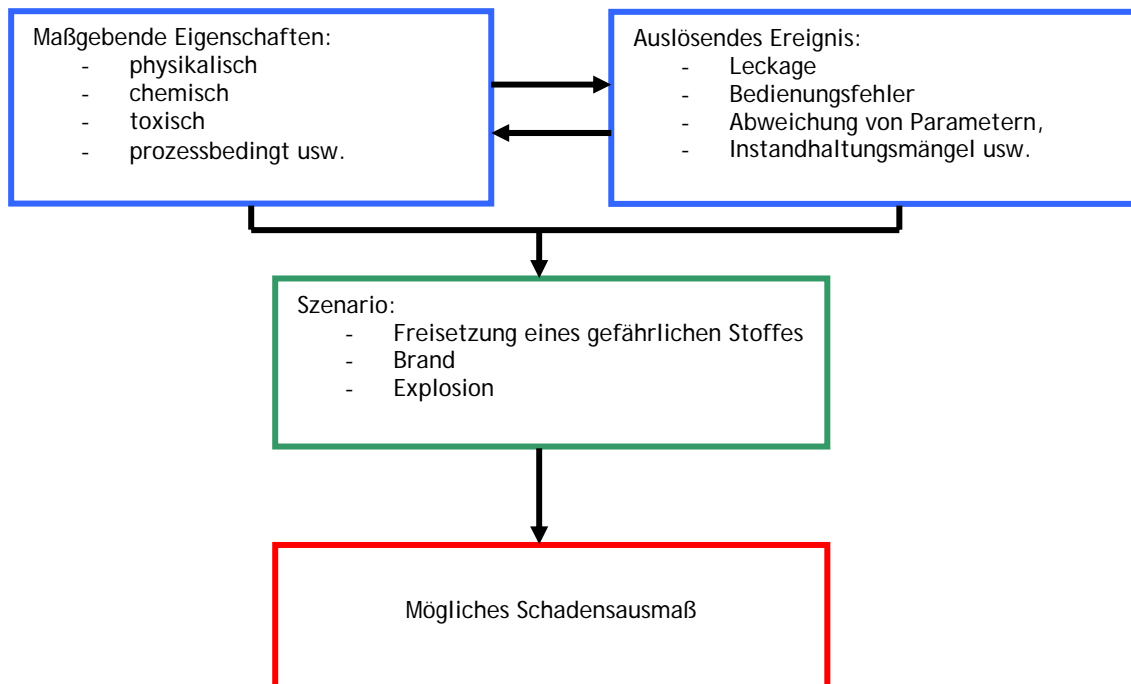 Maßgebende Eigenschaften:
- physikalisch
- chemisch
- toxisch
- prozessbedingt usw.
Auslösendes Ereignis:
- Leckage
- Bedienungsfehler
- Abweichung von Parametern,
- Instandhaltungsmängel usw.
Szenario:
- Freisetzung eines gefährlichen Stoffes
- Brand
- Explosion
Mögliches Schadensausmaß